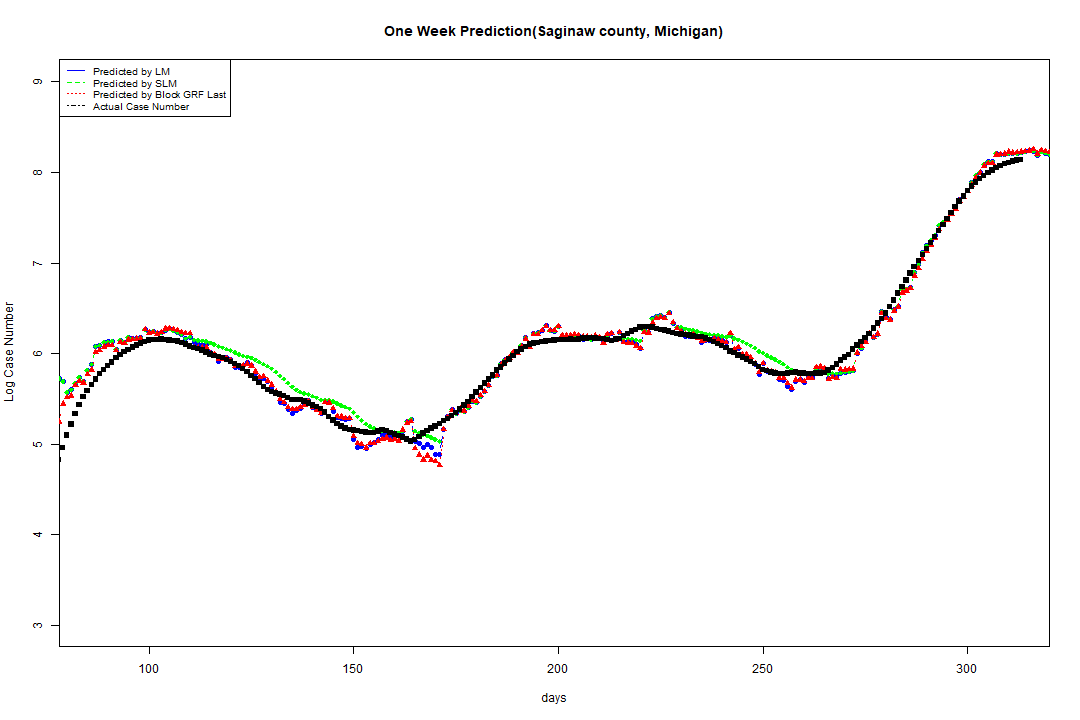 One Week Prediction(Saginaw county, Michigan)
Predicted by LM
Predicted by SLM
Predicted by Block GRF Last
Actual Case Number
9
8
7
6
5
4
3
Log Case Number
100 150 200 250 300
days